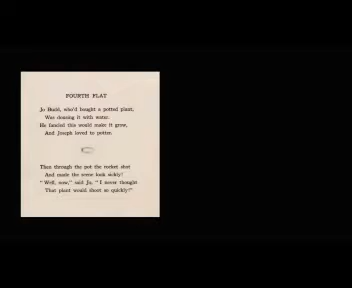 FOURTH FLAT
Jo Budd, who'd bought a potted plant,
Was dousing it with water.
He fancied this would make it grow,
And Joseph loved to potter.
Then through the pot the rocket shot
And made the scene look sickly!
"Well, now," said Jo, "I never thought
That plant would shoot so quickly!"